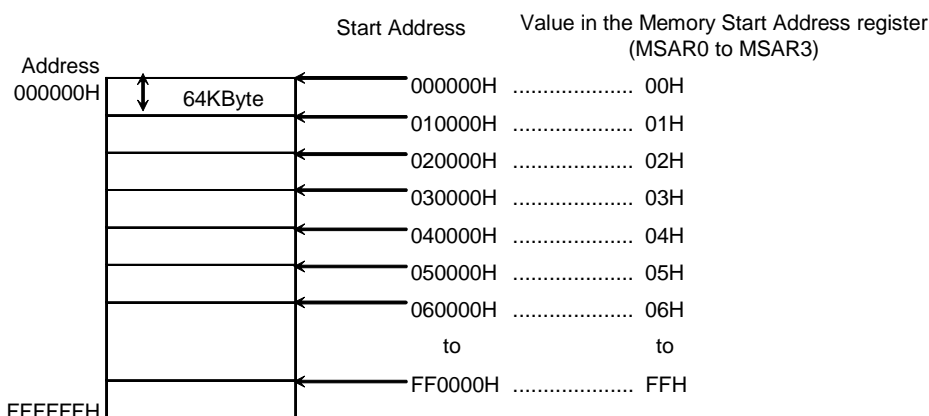 Start Address
Value in the Memory Start Address register
(MSAR0 to MSAR3)
Address
000000H
64KByte
000000H ..................... 00H
010000H ..................... 01H
020000H ..................... 02H
030000H ..................... 03H
040000H ..................... 04H
050000H ..................... 05H
060000H ..................... 06H
to to
FF0000H ..................... FFH
FFFFFFH